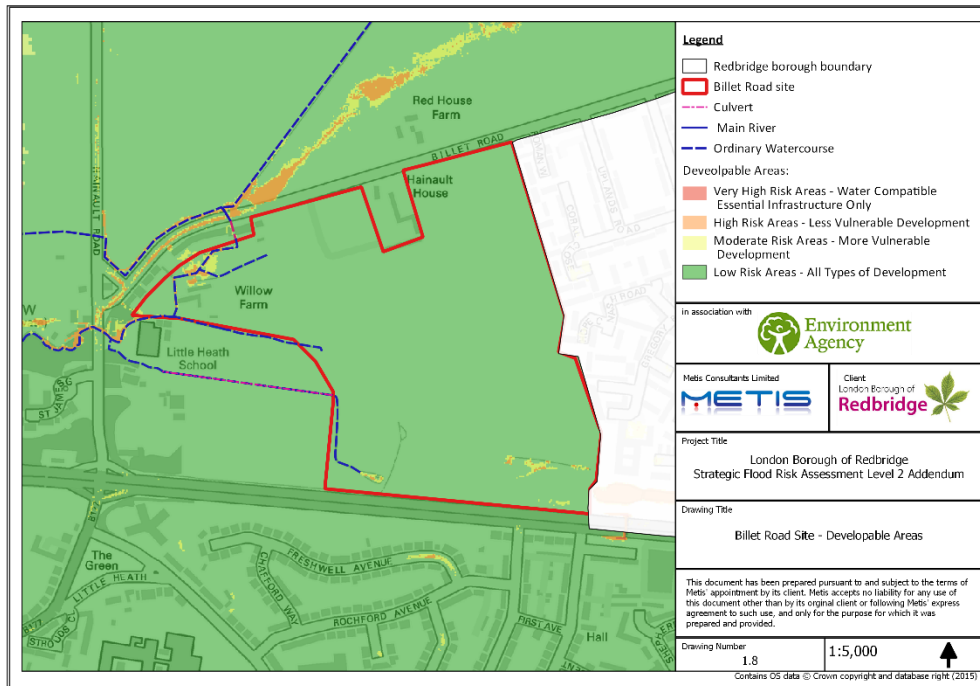 Red House
Farm
BILLET ROAD
Hainault
House
HAINAULT ROAD
Willow
Farm
W
Little Heath
School
ST JAMES
The
Green
LITTLE HEATH
B177
STROUDS CL
CHAFFORD WAY
FRESHWELL AVENUE
ROCHFORD AVENUE
Hall
Legend
Redbridge borough boundary
Billet Road site
Culvert
Main River
Ordinary Watercourse
Deveolpable Areas:
Very High Risk Areas - Water Compatible
Essential Infrastructure Only
High Risk Areas - Less Vulnerable Development
Moderate Risk Areas - More Vulnerable
Development
Low Risk Areas - All Types of Development
in association with
Environment
Agency
Metis Consultants Limited
METIS
Client
London Borough of
Redbridge
Project Title
London Borough of Redbridge
Strategic Flood Risk Assessment Level 2 Addendum
Drawing Title
Billet Road Site - Developable Areas
This document has been prepared pursuant to and subject to the terms of
Metis' appointment by its client. Metis accepts no liability for any use of
this document other than by its orginal client or following Metis' express
agreement to such use, and only for the purpose for which it was
prepared and provided.
Drawing Number
1.8
1:5,000
Contains OS data © Crown copyright and database right (2015)